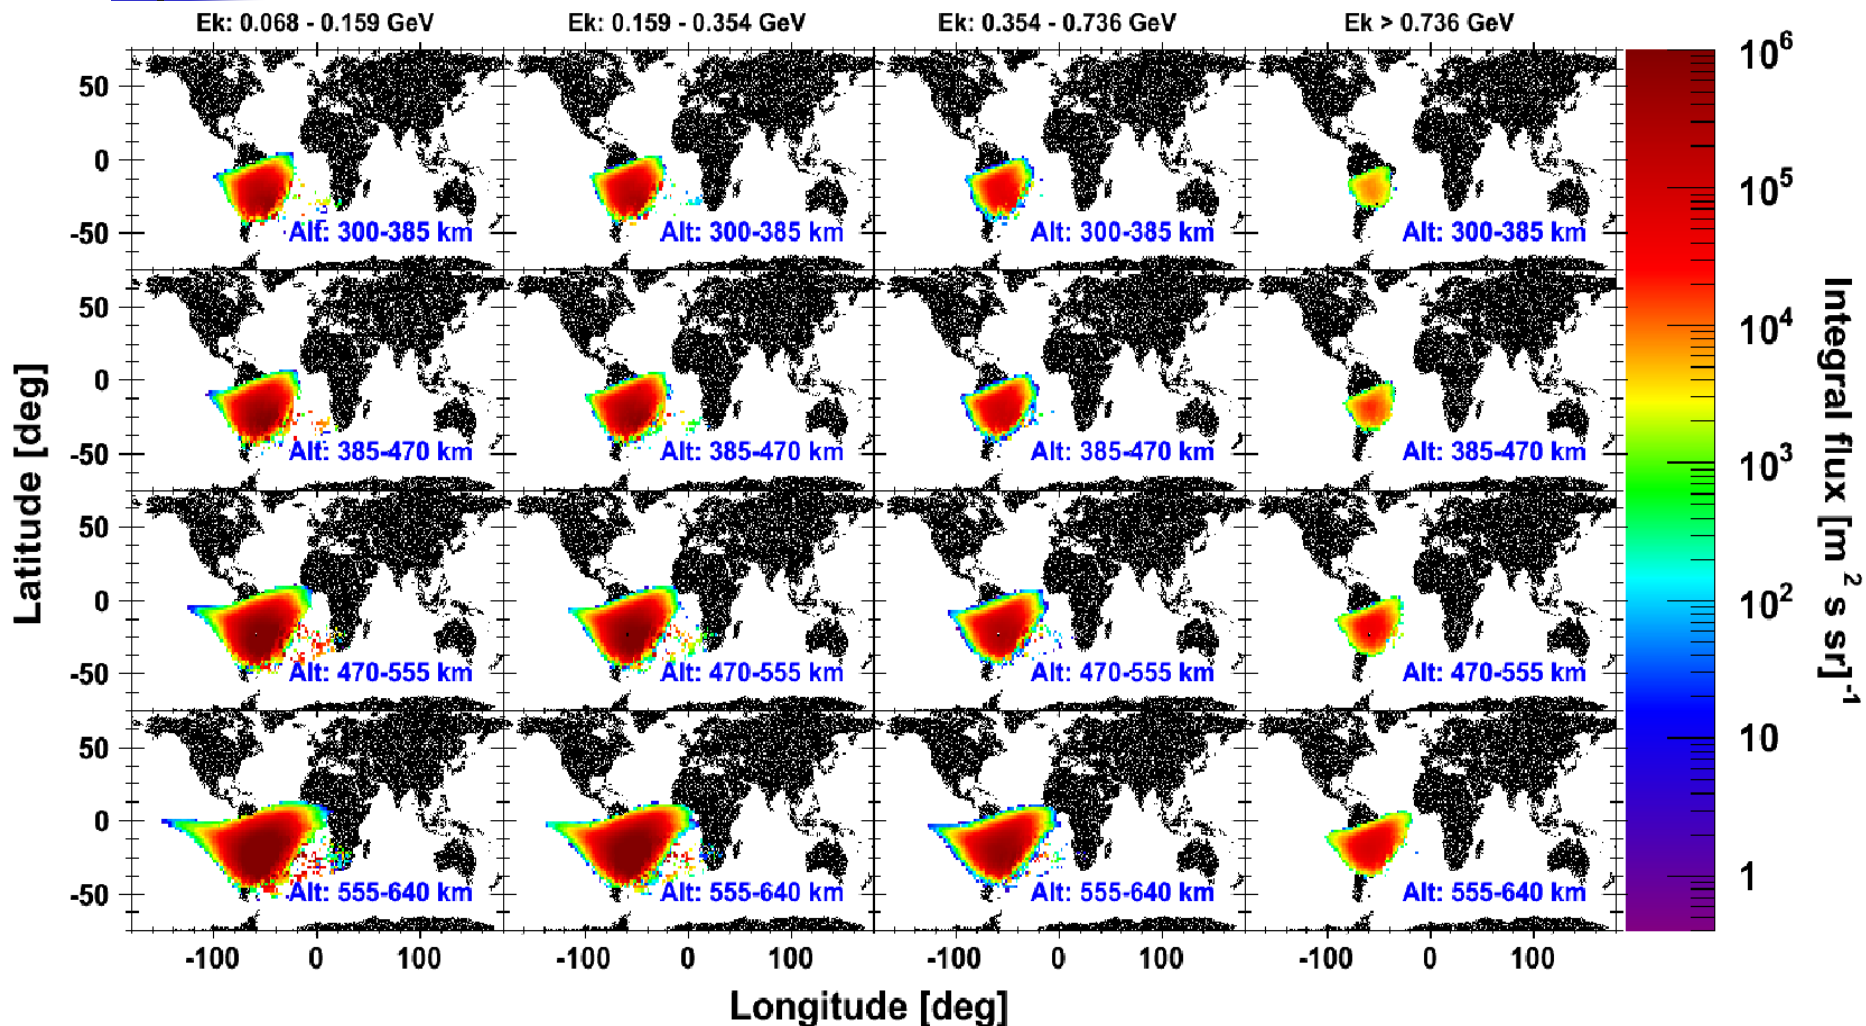 Ek: 0.068 - 0.159 GeV Ek: 0.159 - 0.354 GeV Ek: 0.354 - 0.736 GeV Ek > 0.736 GeV
50
0
-50
Alt: 300-385 km Alt: 300-385 km Alt: 300-385 km Alt: 300-385 km
50
0
-50
Alt: 385-470 km Alt: 385-470 km Alt: 385-470 km Alt: 385-470 km
50
0
-50
Alt: 470-555 km Alt: 470-555 km Alt: 470-555 km Alt: 470-555 km
50
0
-50
Alt: 555-640 km Alt: 555-640 km Alt: 555-640 km Alt: 555-640 km
-100 0 100 -100 0 100 -100 0 100 -100 0 100
Longitude [deg]
Latitude [deg]
10⁶
10⁵
10⁴
10³
10²
10
1
Integral flux [m² s sr]⁻¹